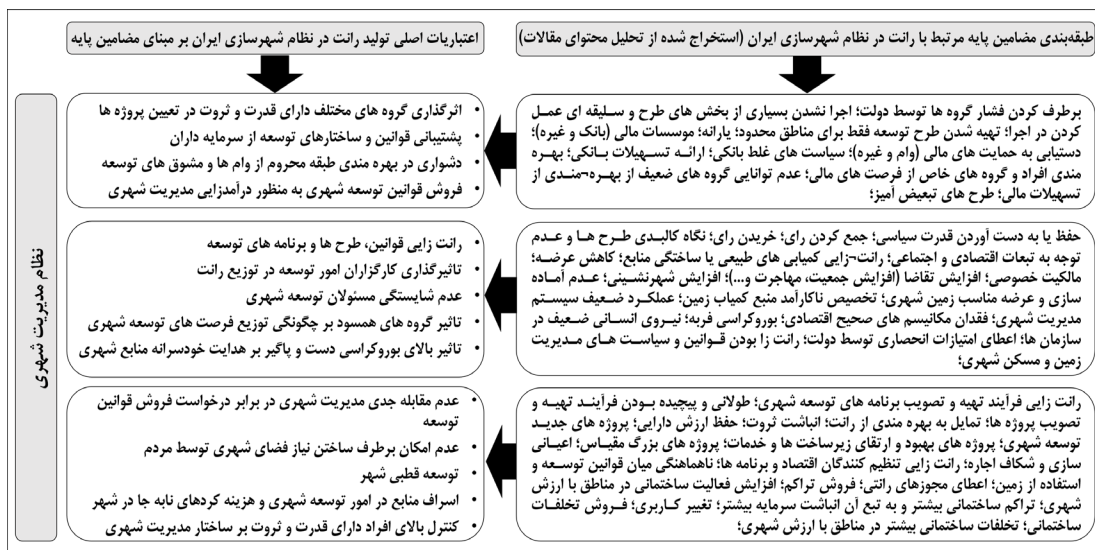 طبقه‌بندی مضامین پایه مرتبط با رانت در نظام شهرسازی ایران (استخراج شده از تحلیل محتوای مقالات)
اعتباریات اصلی تولید رانت در نظام شهرسازی ایران بر مبنای مضامین پایه
برطرف کردن فشار گروه ها توسط دولت؛ اجرا نشدن بسیاری از بخش های طرح و سـلیقه ای عمـل
کردن در اجرا؛ تهیه شدن طرح توسعه فقط برای مناطق محدود؛ یارانه؛ موسسات مالی (بانک و غیره)؛
دستیابی به حمایت های مالی (وام و غیره)؛ سیاست های غلط بانکی؛ ارائـه تسـهیلات بـانکی؛ بهـره
مندی افراد و گروه های خاص از فرصت های مالی؛ عدم توانایی گروه های ضعیف از بهـره¬منـدی از
تسهیلات مالی؛ طرح های تبعیض آمیز؛
• اثرگذاری گروه های مختلف دارای قدرت و ثروت در تعیین پروژه ها
• پشتیبانی قوانین و ساختارهای توسعه از سرمایه داران
• دشواری در بهره مندی طبقه محروم از وام ها و مشوق های توسعه
• فروش قوانین توسعه شهری به منظور درآمدزایی مدیریت شهری
حفظ یا به دست آوردن قدرت سیاسی؛ جمع کردن رای؛ خریدن رای؛ نگاه کالبـدی طـرح هـا و عـدم
توجه به تبعات اقتصادی و اجتماعی؛ رانت¬زایی کمیابی های طبیعی یا ساختگی منابع؛ کاهش عرضـه؛
مالکیت خصوصی؛ افزایش تقاضا (افزایش جمعیت، مهاجرت و...)؛ افزایش شهرنشـینی؛ عـدم آمـاده
سازی و عرضه مناسب زمین شهری؛ تخصیص ناکارآمد منبع کمیاب زمین؛ عملکـرد ضـعیف سیسـتم
مدیریت شهری؛ فقدان مکانیسم های صحیح اقتصادی؛ بوروکراسی فربه؛ نیـروی انسـانی ضـعیف در
سازمان ها؛ اعطای امتیازات انحصاری توسط دولت؛ رانت زا بودن قـوانین و سیاسـت هـای مـدیریت
زمین و مسکن شهری؛
• رانت زایی قوانین، طرح ها و برنامه های توسعه
• تاثیرگذاری کارگزاران امور توسعه در توزیع رانت
• عدم شایستگی مسئولان توسعه شهری
• تاثیر گروه های همسود بر چگونگی توزیع فرصت های توسعه شهری
• تاثیر بالای بوروکراسی دست و پاگیر بر هدایت خودسرانه منابع شهری
رانت زایی فرآیند تهیه و تصویب برنامه های توسعه شهری؛ طولانی و پیچیده بـودن فرآینـد تهیـه و
تصویب پروژه ها؛ تمایل به بهره مندی از رانت؛ انباشت ثروت؛ حفظ ارزش دارایی؛ پروژه های جدیـد
توسعه شهری؛ پروژه های بهبود و ارتقای زیرساخت ها و خدمات؛ پروژه های بزرگ مقیـاس؛ اعیـانی
سازی و شکاف اجاره؛ رانت زایی تنظیم کنندگان اقتصاد و برنامه ها؛ ناهماهنگی میان قوانین توسـعه و
استفاده از زمین؛ اعطای مجوزهای رانتی؛ فروش تراکم؛ افزایش فعالیت ساختمانی در مناطق با ارزش
شهری؛ تراکم ساختمانی بیشتر و به تبع آن انباشت سرمایه بیشتر؛ تغییر کـاربری؛ فـروش تخلفـات
ساختمانی؛ تخلفات ساختمانی بیشتر در مناطق با ارزش شهری؛
• عدم مقابله جدی مدیریت شهری در برابر درخواست فروش قوانین
توسعه
• عدم امکان برطرف ساختن نیاز فضای شهری توسط مردم
• توسعه قطبی شهر
• اسراف منابع در امور توسعه شهری و هزینه کردهای نابه جا در شهر
• کنترل بالای افراد دارای قدرت و ثروت بر ساختار مدیریت شهری
نظام مدیریت شهری